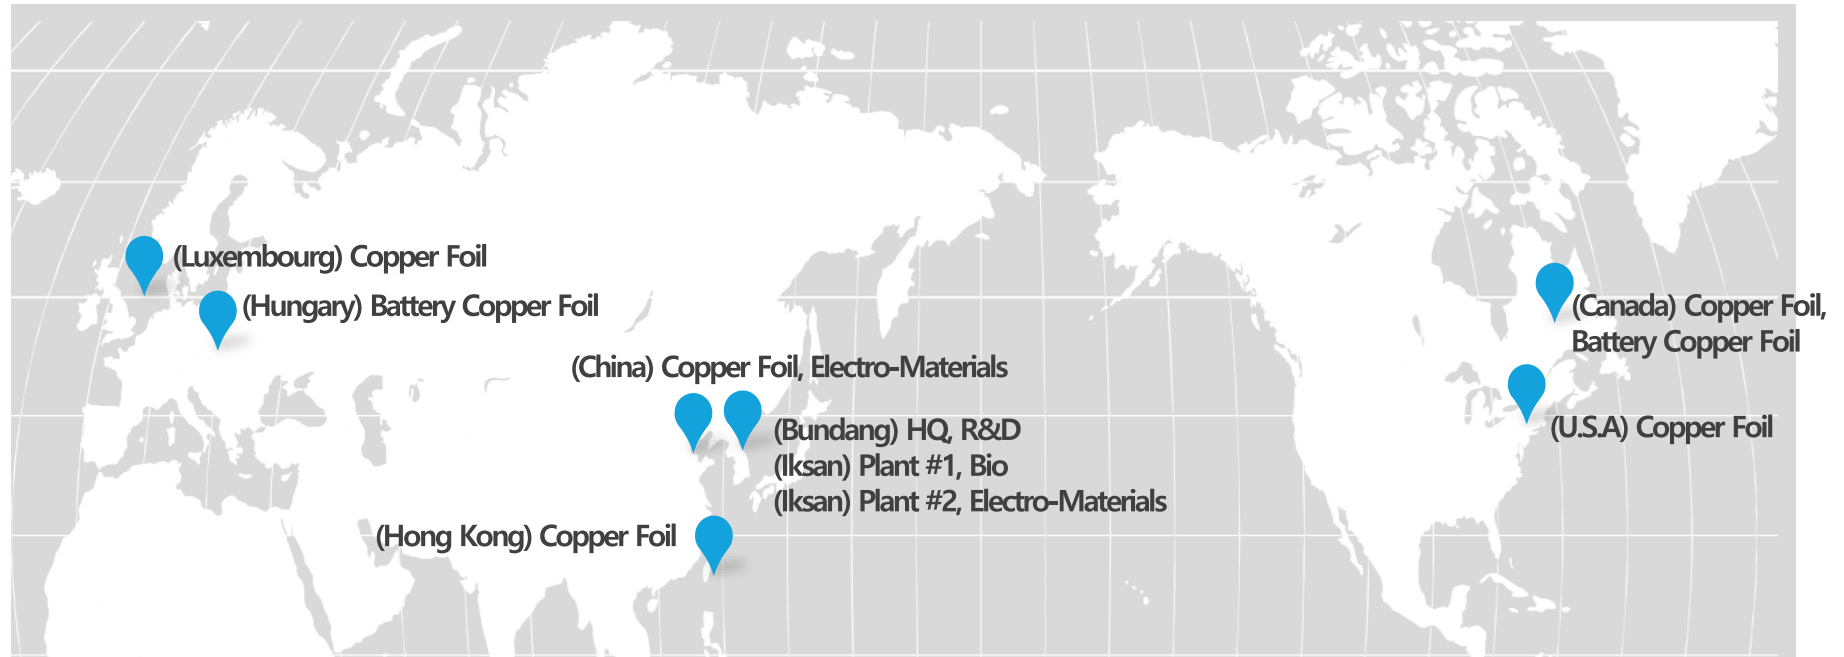 (Luxembourg) Copper Foil
(Hungary) Battery Copper Foil
(China) Copper Foil, Electro-Materials
(Bundang) HQ, R&D
(Iksan) Plant #1, Bio
(Iksan) Plant #2, Electro-Materials
(Hong Kong) Copper Foil
(Canada) Copper Foil,
Battery Copper Foil
(U.S.A) Copper Foil